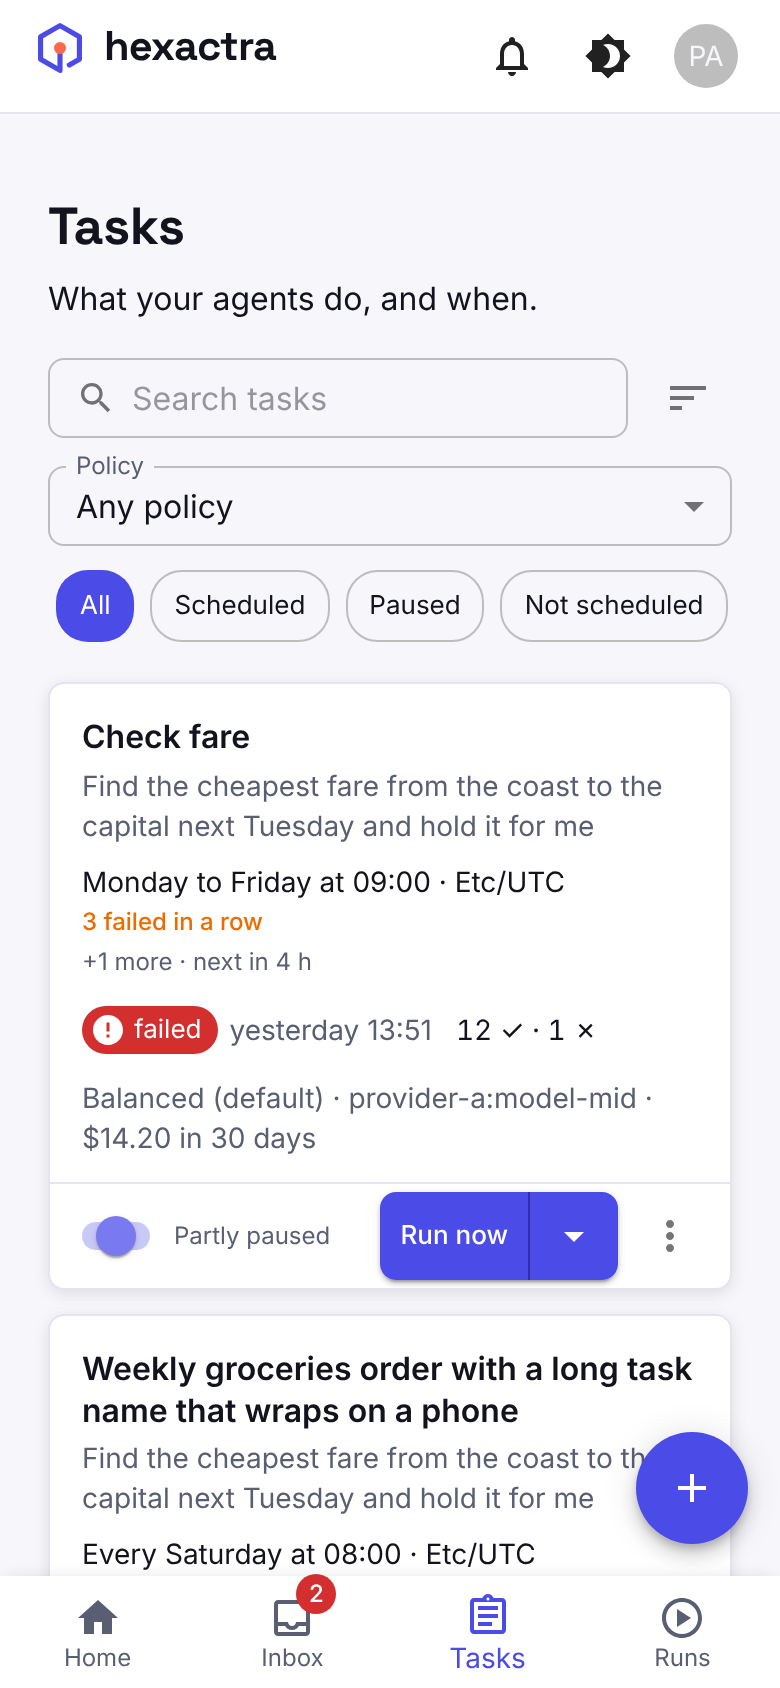 hexactra
PA
Tasks
What your agents do, and when.
Search tasks
Policy
Any policy
All
Scheduled
Paused
Not scheduled
Check fare
Find the cheapest fare from the coast to the
capital next Tuesday and hold it for me
Monday to Friday at 09:00 · Etc/UTC
3 failed in a row
+1 more · next in 4 h
failed yesterday 13:51 12 ✓ · 1 ×
Balanced (default) · provider-a:model-mid ·
$14.20 in 30 days
Partly paused
Run now
Weekly groceries order with a long task
name that wraps on a phone
Find the cheapest fare from the coast to
capital next Tuesday and hold it for me
Every Saturday at 08:00 · Etc/UTC
2
Home
Inbox
Tasks
Runs